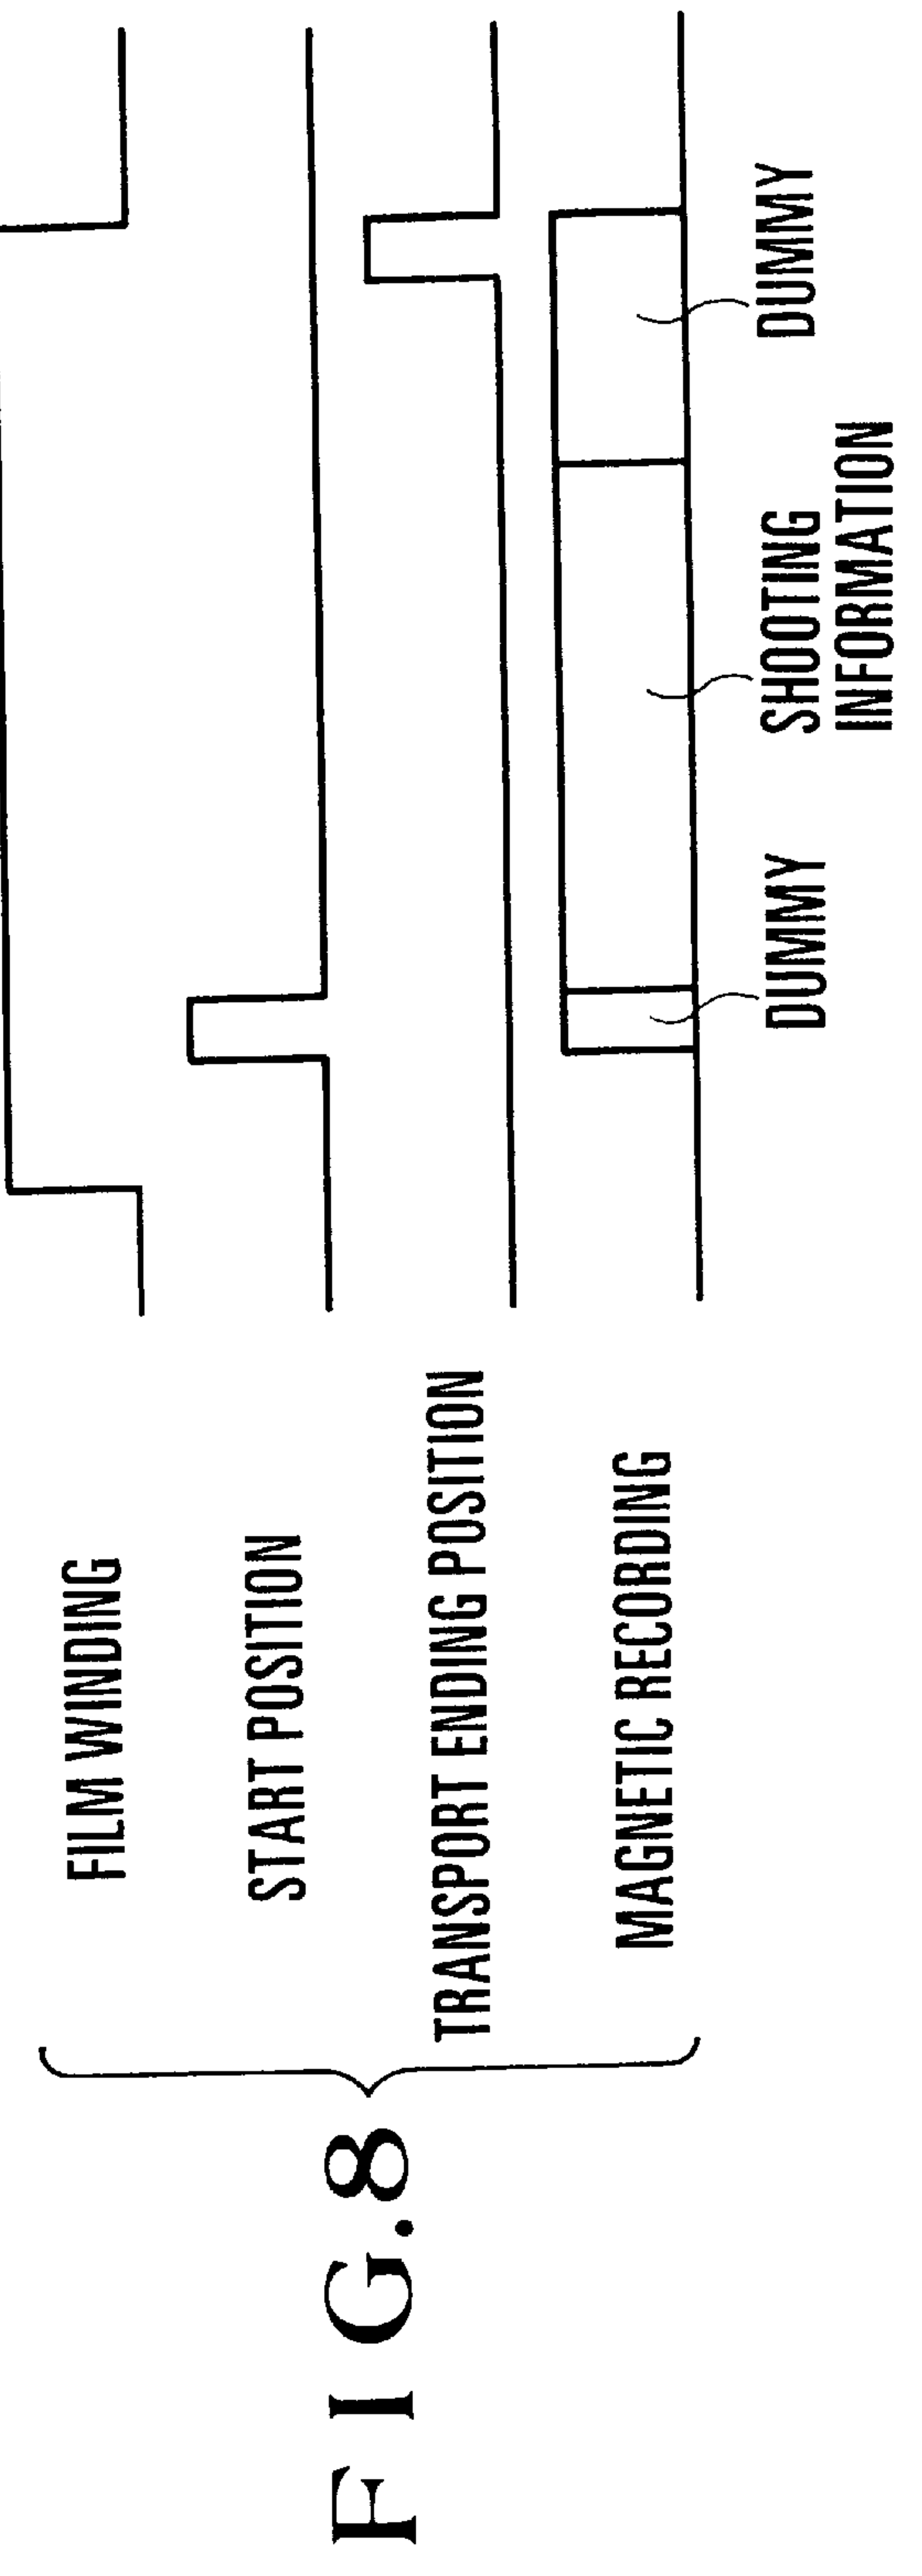 FIG.8
FILM WINDING
START POSITION
TRANSPORT ENDING POSITION
MAGNETIC RECORDING
DUMMY
SHOOTING
INFORMATION
DUMMY